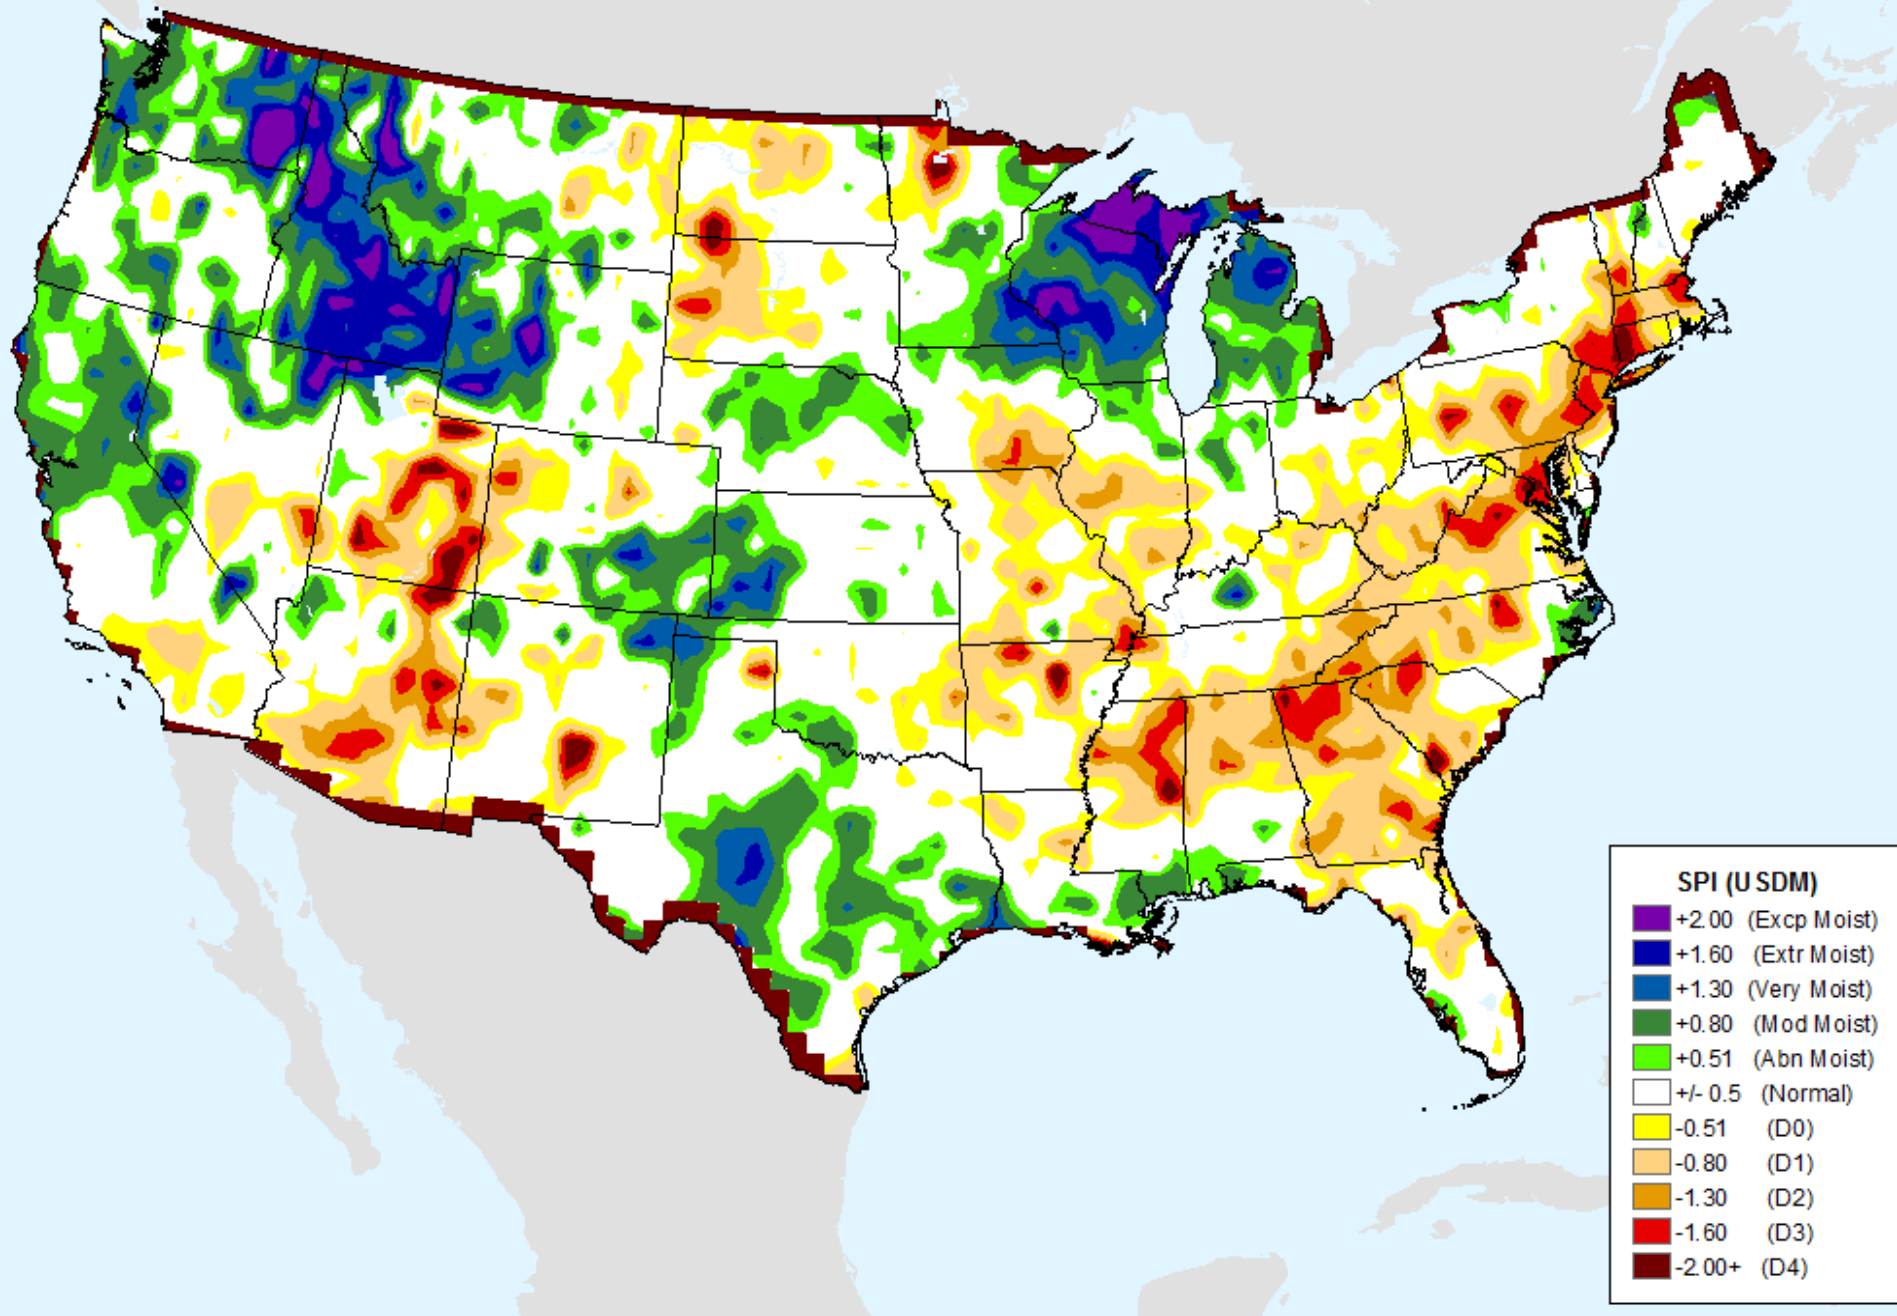 SPI (USDM)
+2.00 (Excp Moist)
+1.60 (Extr Moist)
+1.30 (Very Moist)
+0.80 (Mod Moist)
+0.51 (Abn Moist)
+/- 0.5 (Normal)
-0.51 (D0)
-0.80 (D1)
-1.30 (D2)
-1.60 (D3)
-2.00+ (D4)